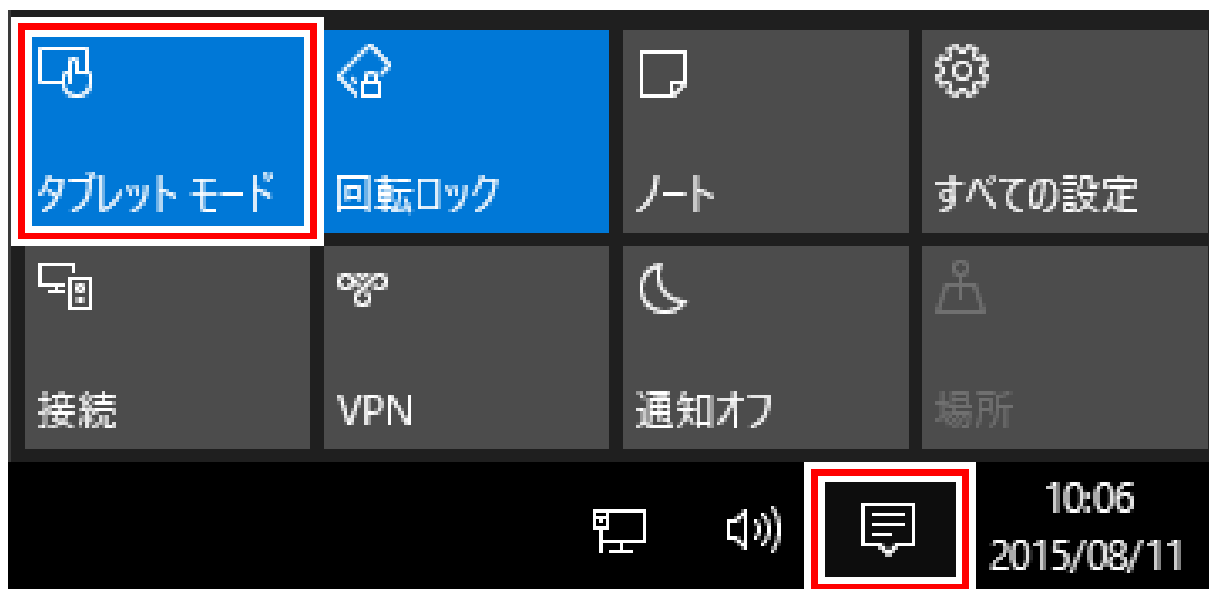 タブレット モード
回転ロック
ノート
すべての設定
接続
VPN
通知オフ
場所
10:06
2015/08/11